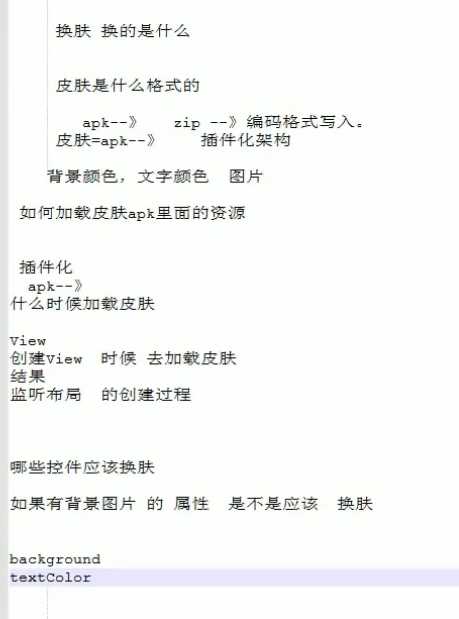 换肤 换的是什么
皮肤是什么格式的
apk--》 zip --》编码格式写入。
皮肤=apk--》 插件化架构
背景颜色，文字颜色 图片
如何加载皮肤apk里面的资源
插件化
apk--》
什么时候加载皮肤
View
创建View 时候 去加载皮肤
结果
监听布局 的创建过程
哪些控件应该换肤
如果有背景图片 的 属性 是不是应该 换肤
background
textColor